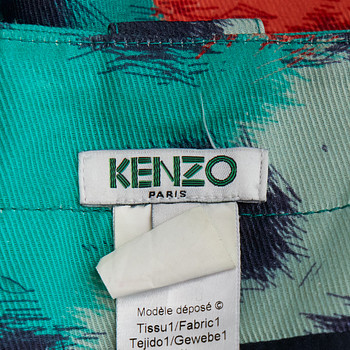 KENZO
PARIS
Modèle déposé ©
Tissu1/Fabric1
Tejido1/Gewebe1